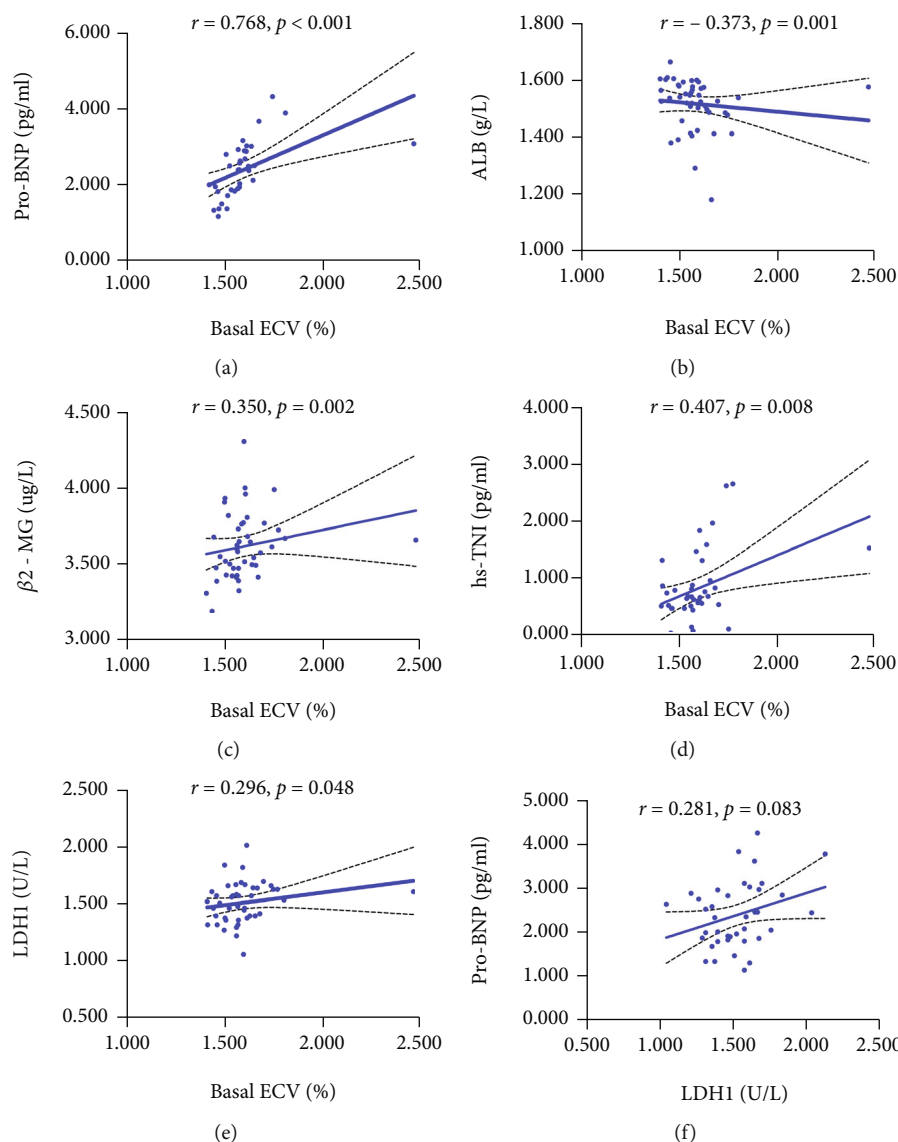 r = 0.768, p < 0.001
6.000
4.000
2.000
0.000
Pro-BNP (pg/ml)
1.000 1.500 2.000 2.500
Basal ECV (%)
(a)
r = – 0.373, p = 0.001
1.800
1.600
1.400
1.200
1.000
ALB (g/L)
1.000 1.500 2.000 2.500
Basal ECV (%)
(b)
r = 0.350, p = 0.002
4.500
4.000
3.500
3.000
β2 - MG (ug/L)
1.000 1.500 2.000 2.500
Basal ECV (%)
(c)
r = 0.407, p = 0.008
4.000
3.000
2.000
1.000
0.000
hs-TNI (pg/ml)
1.000 1.500 2.000 2.500
Basal ECV (%)
(d)
r = 0.296, p = 0.048
2.500
2.000
1.500
1.000
0.500
LDH1 (U/L)
1.000 1.500 2.000 2.500
Basal ECV (%)
(e)
r = 0.281, p = 0.083
5.000
4.000
3.000
2.000
1.000
0.000
Pro-BNP (pg/ml)
0.500 1.000 1.500 2.000 2.500
LDH1 (U/L)
(f)